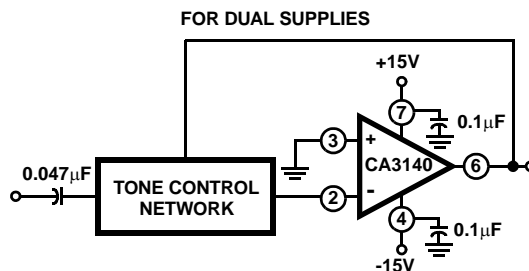 FOR DUAL SUPPLIES
+15V
7
0.1µF
3
+
CA3140
6
0.047µF
TONE CONTROL
NETWORK
2
-
4
0.1µF
-15V